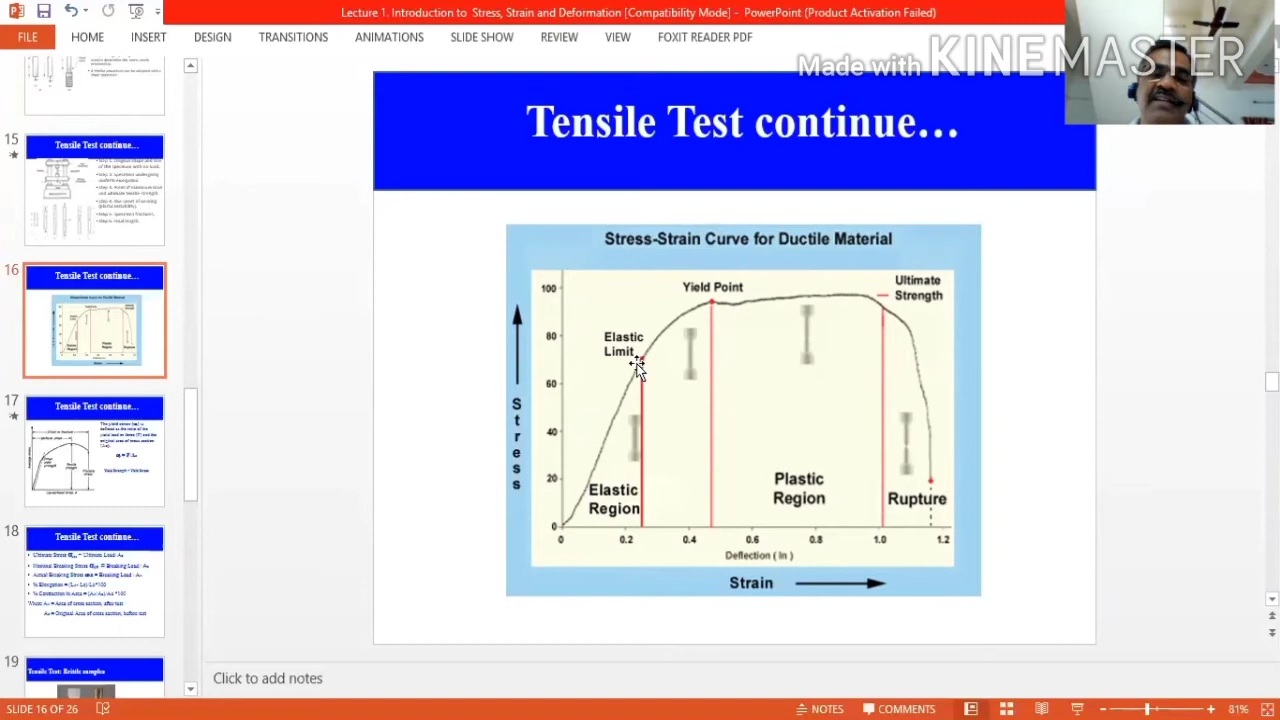 Lecture 1. Introduction to Stress, Strain and Deformation [Compatibility Mode] - PowerPoint (Product Activation Failed)
FILE HOME INSERT DESIGN TRANSITIONS ANIMATIONS SLIDE SHOW REVIEW VIEW FOXIT READER PDF
Made with KINEMASTER
15
Tensile Test continue...
16
Tensile Test continue...
17
Tensile Test continue...
18
Tensile Test continue...
19
Tensile Test: Brittle samples
Tensile Test continue…
Stress-Strain Curve for Ductile Material
Ultimate
Strength
Yield Point
Elastic
Limit
100
80
60
40
20
0
Stress
Elastic
Region
Plastic
Region
Rupture
0 0.2 0.4 0.6 0.8 1.0 1.2
Deflection ( In )
Strain
Click to add notes
SLIDE 16 OF 26
NOTES COMMENTS 81%